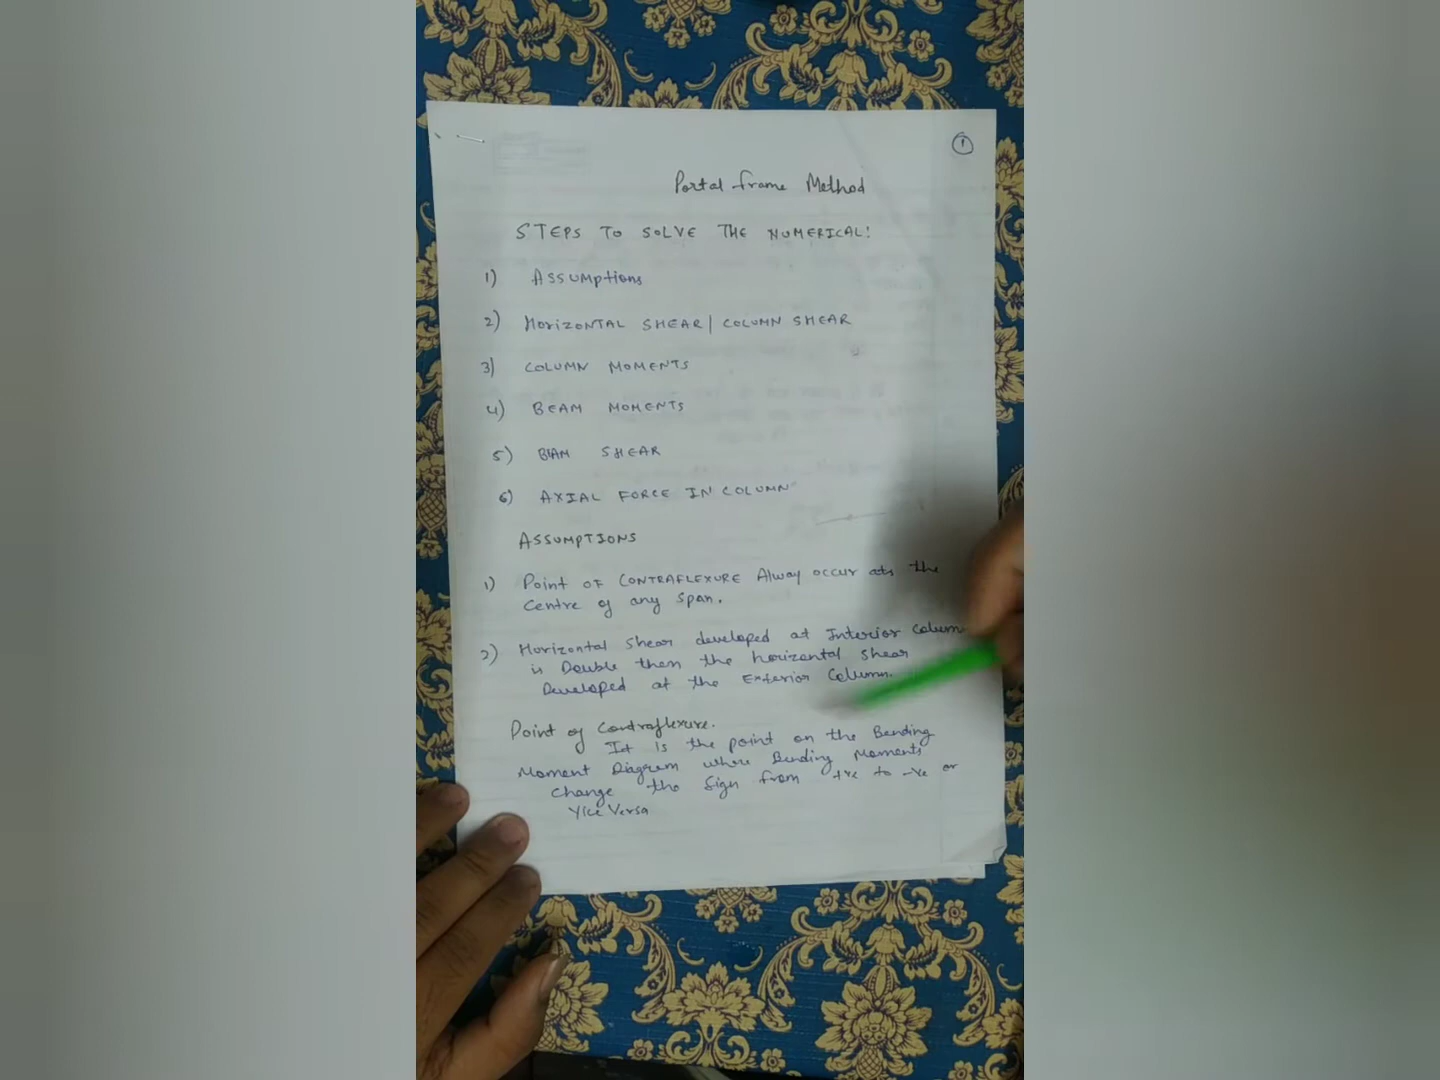 1
Portal frame Method
STEPS TO SOLVE THE NUMERICAL:
1) ASSUMptions
2) HoriZONTAL SHEAR | COLUMN SHEAR
3) COLUMN MOMENTS
4) BEAM MOMENTS
5) BEAM SHEAR
6) AXIAL FORCE IN COLUMN
ASSUMPTIONS
1) Point OF CONTRAFLEXURE Alway occur the
Centre of any Span.
2) Horizontal Shear developed at Interior Column
is Double then the horizontal shear
Developed at the Exterior Column.
Point of Contraflexure.
It is the point on the Bending
Moment Diagram where Bending Moments
change the Sign from +ve to -ve or
Vice Versa